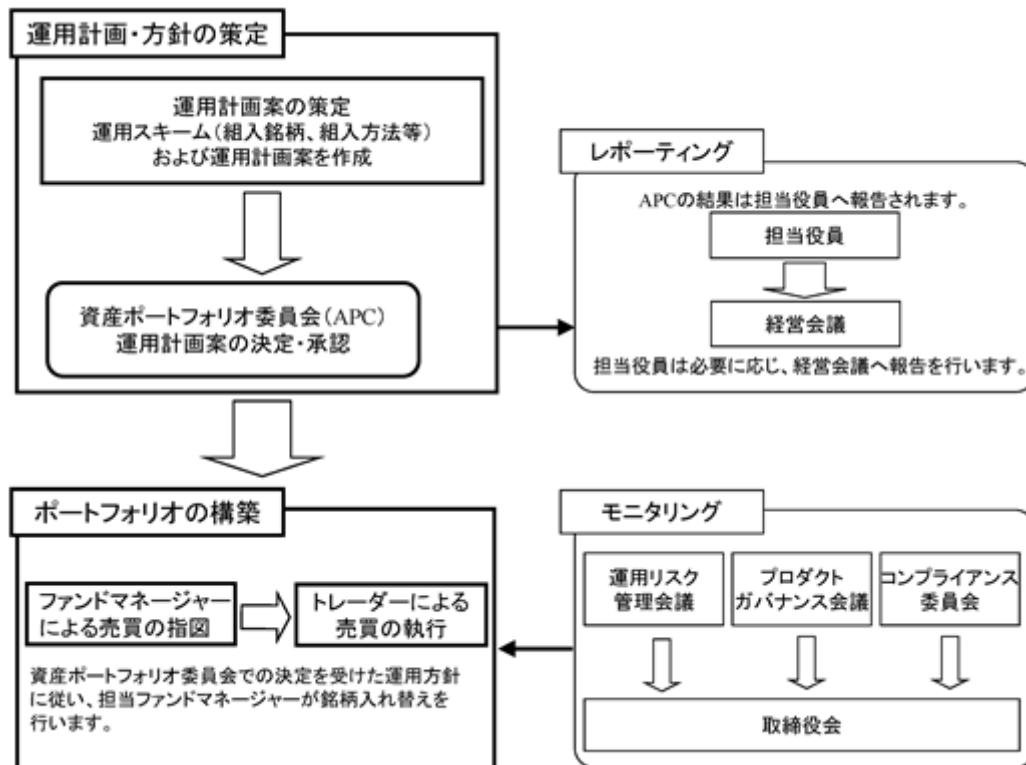 運用計画・方針の策定
運用計画案の策定
運用スキーム(組入銘柄、組入方法等)
および運用計画案を作成
資産ポートフォリオ委員会(APC)
運用計画案の決定・承認
レポーティング
APCの結果は担当役員へ報告されます。
担当役員
経営会議
担当役員は必要に応じ、経営会議へ報告を行います。
ポートフォリオの構築
ファンドマネージャー
による売買の指図
トレーダーによる
売買の執行
資産ポートフォリオ委員会での決定を受けた運用方針
に従い、担当ファンドマネージャーが銘柄入れ替えを
行います。
モニタリング
運用リスク
管理会議
プロダクト
ガバナンス会議
コンプライアンス
委員会
取締役会